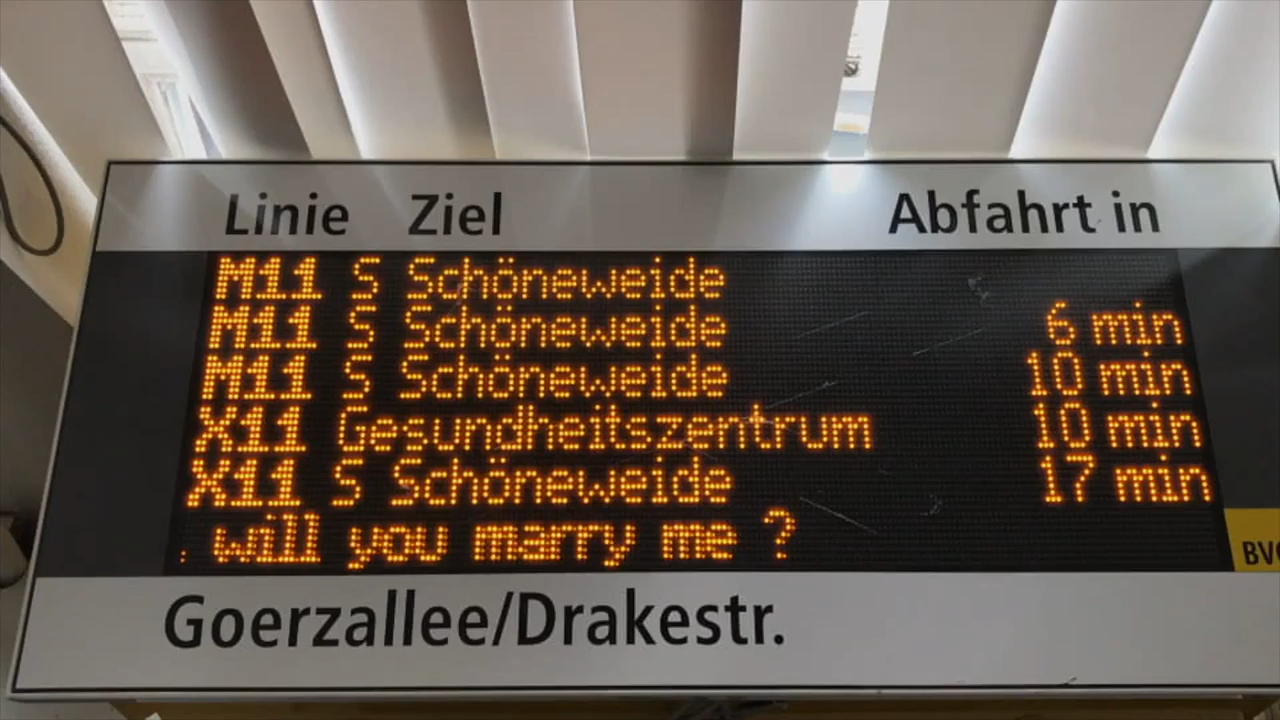 Linie Ziel Abfahrt in
M11 S Schöneweide
M11 S Schöneweide 6 min
M11 S Schöneweide 10 min
X11 Gesundheitszentrum 10 min
X11 S Schöneweide 17 min
: will you marry me ?
BVG
Goerzallee/Drakestr.